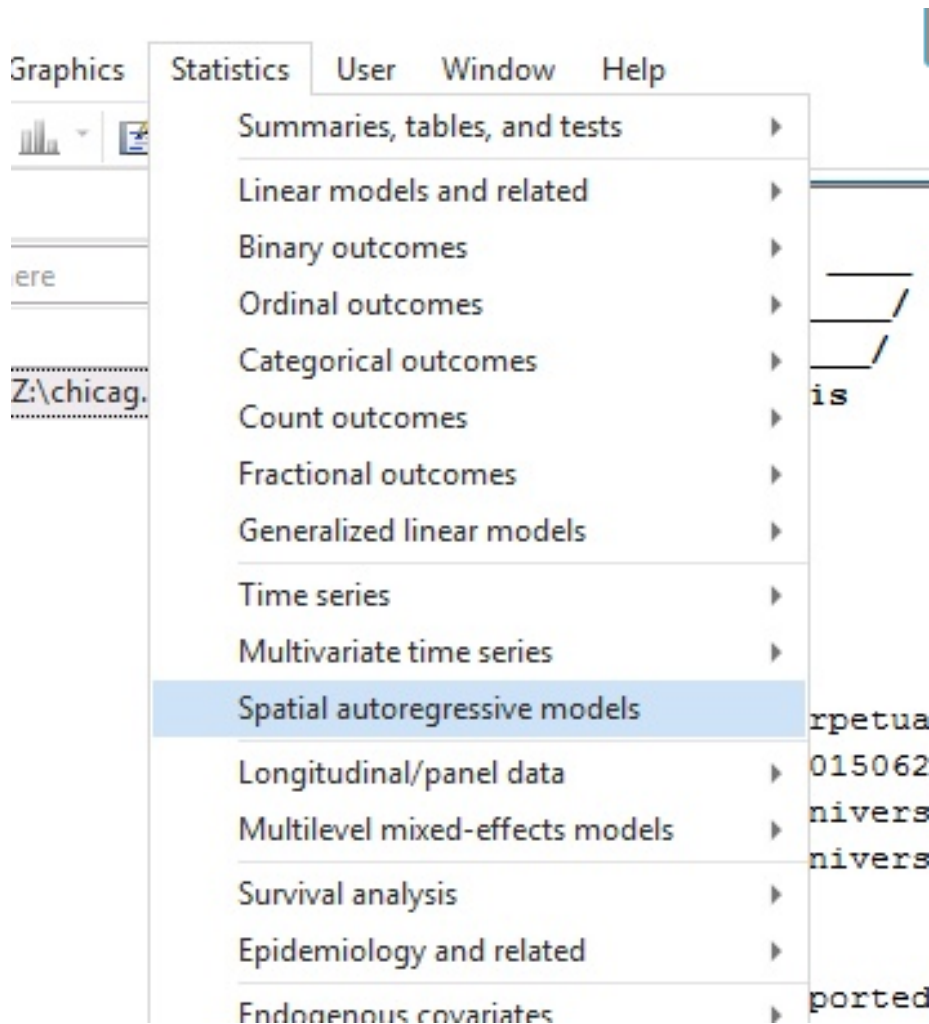 Graphics Statistics User Window Help
Summaries, tables, and tests
Linear models and related
Binary outcomes
ere
Ordinal outcomes
Categorical outcomes
Z:\chicag. is
Count outcomes
Fractional outcomes
Generalized linear models
Time series
Multivariate time series
Spatial autoregressive models
rpetua
Longitudinal/panel data 015062
Multilevel mixed-effects models nivers
nivers
Survival analysis
Epidemiology and related
Endogenous covariates ported